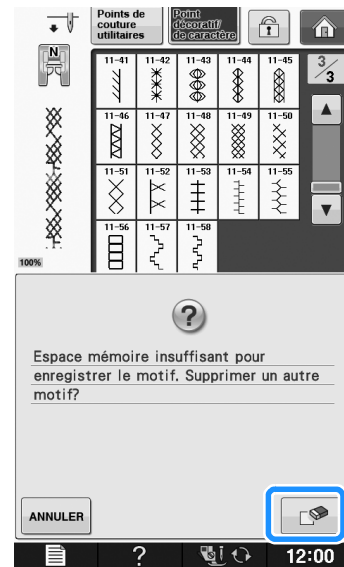 Points de
couture
utilitaires
Point
décoratif/
de caractère
N
3/3
11-41 11-42 11-43 11-44 11-45
11-46 11-47 11-48 11-49 11-50
11-51 11-52 11-53 11-54 11-55
11-56 11-57 11-58
100%
?
Espace mémoire insuffisant pour
enregistrer le motif. Supprimer un autre
motif?
ANNULER
? 12:00